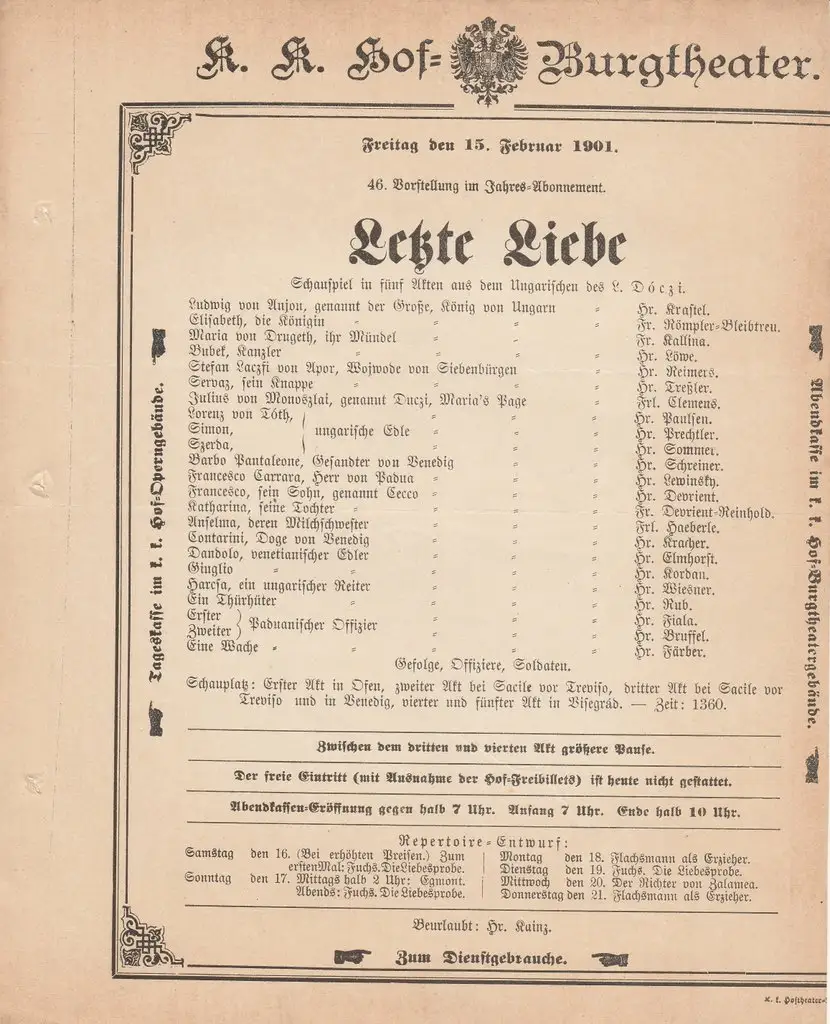 K. K. Hof-Burgtheater.
Freitag den 15. Februar 1901.
46. Vorstellung im Jahres-Abonnement.
Letzte Liebe
Schauspiel in fünf Akten aus dem Ungarischen des L. Dóczi.
Ludwig von Anjou, genannt der Große, König von Ungarn " Hr. Krastel.
Elisabeth, die Königin " " " Fr. Römpler-Bleibtreu.
Maria von Drugeth, ihr Mündel " " Fr. Kallina.
Bubek, Kanzler " " " Hr. Löwe.
Stefan Laczfi von Apor, Wojwode von Siebenbürgen " Hr. Reimers.
Servaz, sein Knappe " " " Hr. Treßler.
Julius von Monoszlai, genannt Duczi, Maria's Page " Frl. Clemens.
Lorenz von Tóth, " " Hr. Paulsen.
Simon, ungarische Edle " " Hr. Prechtler.
Szerda, " " Hr. Sommer.
Barbo Pantaleone, Gesandter von Venedig " Hr. Schreiner.
Francesco Carrara, Herr von Padua " " Hr. Lewinsky.
Francesco, sein Sohn, genannt Cecco " " Hr. Devrient.
Katharina, seine Tochter " " " Fr. Devrient-Reinhold.
Anselma, deren Milchschwester " " Frl. Haeberle.
Contarini, Doge von Venedig " " Hr. Kracher.
Dandolo, venetianischer Edler " " Hr. Elmhorst.
Ginglio " " " " Hr. Kordan.
Harcsa, ein ungarischer Reiter " " Hr. Wiesner.
Ein Thürhüter " " " Hr. Rub.
Erster } Paduanischer Offizier " " Hr. Fiala.
Zweiter } " " Hr. Bruffel.
Eine Wache " " " " Hr. Färber.
Gefolge, Offiziere, Soldaten.
Schauplatz: Erster Akt in Ofen, zweiter Akt bei Sacile vor Treviso, dritter Akt bei Sacile vor
Treviso und in Venedig, vierter und fünfter Akt in Visegrád. — Zeit: 1360.
Zwischen dem dritten und vierten Akt größere Pause.
Der freie Eintritt (mit Ausnahme der Hof-Freibillets) ist heute nicht gestattet.
Abendkassen-Eröffnung gegen halb 7 Uhr. Anfang 7 Uhr. Ende halb 10 Uhr.
Repertoire-Entwurf:
Samstag den 16. (Bei erhöhten Preisen.) Zum
erstenMal: Fuchs. Die Liebesprobe.
Sonntag den 17. Mittags halb 2 Uhr: Egmont.
Abends: Fuchs. Die Liebesprobe.
Montag den 18. Flachsmann als Erzieher.
Dienstag den 19. Fuchs. Die Liebesprobe.
Mittwoch den 20. Der Richter von Zalamea.
Donnerstag den 21. Flachsmann als Erzieher.
Beurlaubt: Hr. Kainz.
Zum Dienstgebrauche.
Tageskasse im k. k. Hof-Operngebäude.
Abendkasse im k. k. Hof-Burgtheatergebäude.
K. k. Hoftheater-